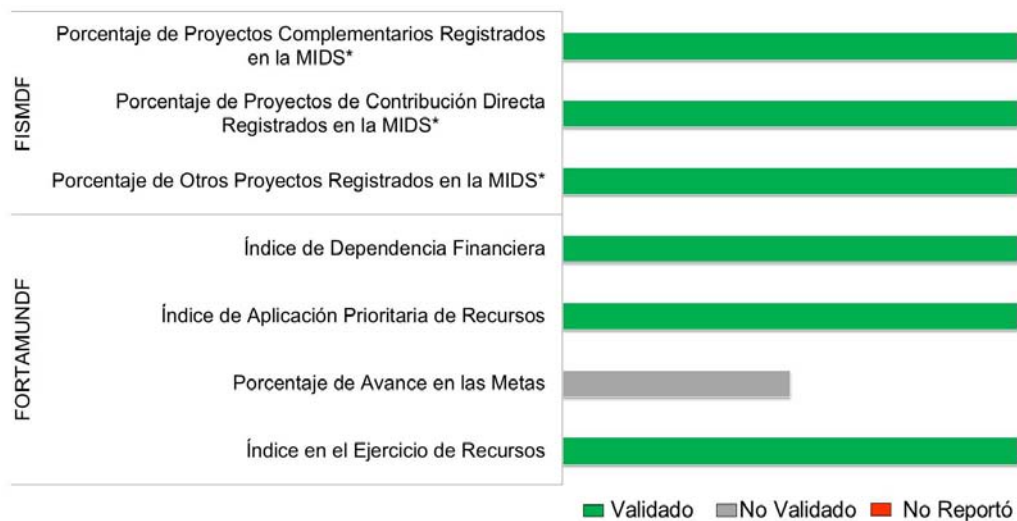 FISMDF
Porcentaje de Proyectos Complementarios Registrados
en la MIDS*
Porcentaje de Proyectos de Contribución Directa
Registrados en la MIDS*
Porcentaje de Otros Proyectos Registrados en la MIDS*
FORTAMUNDF
Índice de Dependencia Financiera
Índice de Aplicación Prioritaria de Recursos
Porcentaje de Avance en las Metas
Índice en el Ejercicio de Recursos
Validado No Validado No Reportó